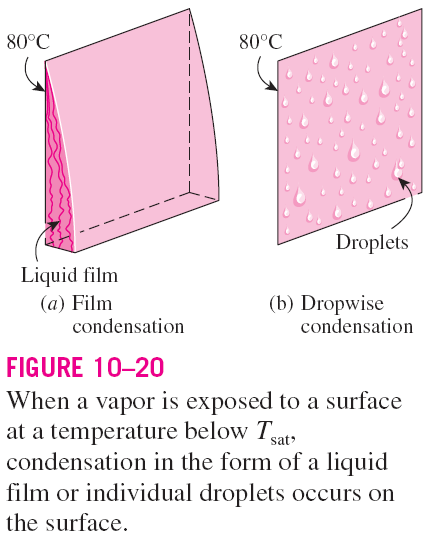 80°C
80°C
Droplets
Liquid film
(a) Film
condensation
(b) Dropwise
condensation
FIGURE 10–20
When a vapor is exposed to a surface
at a temperature below Tsat,
condensation in the form of a liquid
film or individual droplets occurs on
the surface.